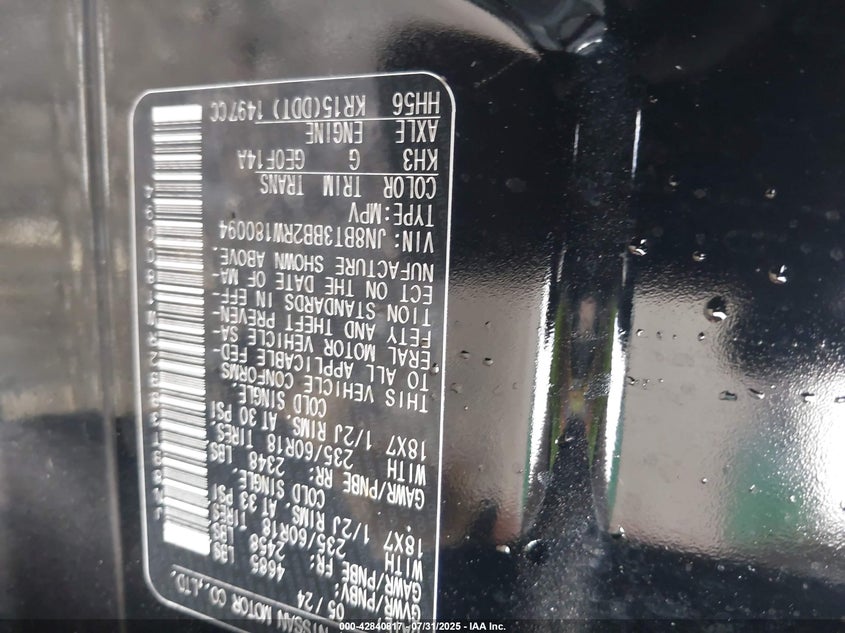 NISSAN MOTOR CO.,LTD.
05/24
GVWR/PNBV: 4685 LBS
GAWR/PNBE FR: 2458 LBS
WITH 235/60R18 TIRES,
18X7 1/2J RIMS, AT 33 PSI
COLD SINGLE.
GAWR/PNBE RR: 2348 LBS
WITH 235/60R18 TIRES,
18X7 1/2J RIMS, AT 30 PSI
COLD SINGLE
THIS VEHICLE CONFORMS
TO ALL APPLICABLE FED-
ERAL MOTOR VEHICLE SA-
FETY AND THEFT PREVEN-
TION STANDARDS IN EFF-
ECT ON THE DATE OF MA-
NUFACTURE SHOWN ABOVE.
VIN: JN8BT3BB2RW180094
TYPE:MPV
COLOR TRIM TRANS
KH3 G GE0F14A
AXLE ENGINE
HH56 KR15(DDT) 1497CC
JN8BT3BB2RW180094
000-42840817 - 07/31/2025 - © IAA Inc.